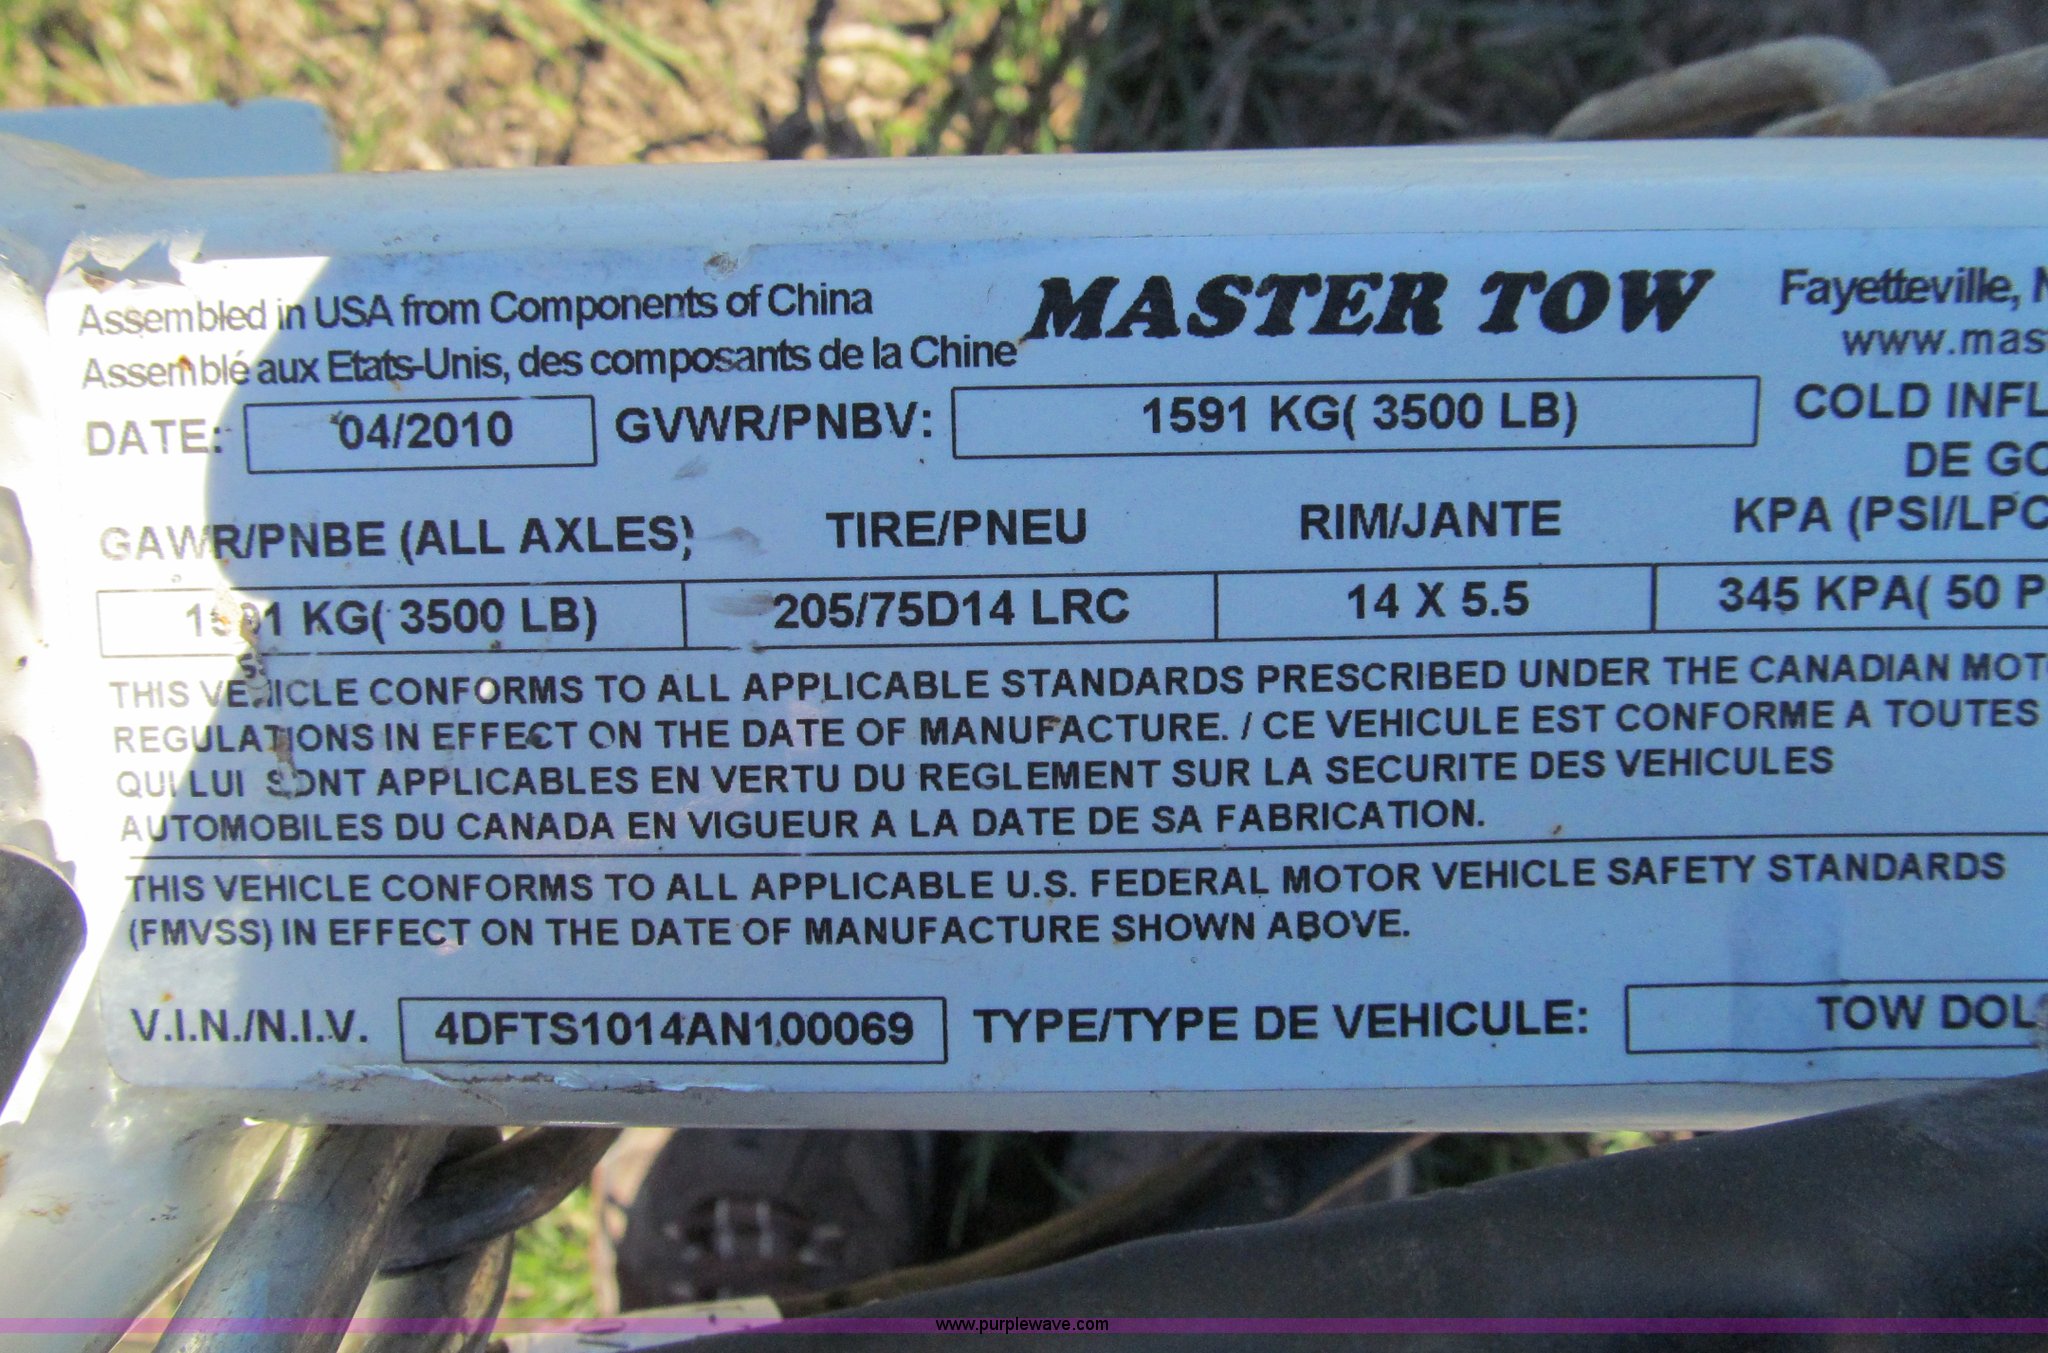 Assembled in USA from Components of China
Assemblé aux Etats-Unis, des composants de la Chine
MASTER TOW
Fayetteville, N
www.mas
DATE: 04/2010 GVWR/PNBV: 1591 KG( 3500 LB)
COLD INFL
DE GO
GAWR/PNBE (ALL AXLES) TIRE/PNEU RIM/JANTE KPA (PSI/LPC
1591 KG( 3500 LB) 205/75D14 LRC 14 X 5.5 345 KPA( 50 P
THIS VEHICLE CONFORMS TO ALL APPLICABLE STANDARDS PRESCRIBED UNDER THE CANADIAN MOT
REGULATIONS IN EFFECT ON THE DATE OF MANUFACTURE. / CE VEHICULE EST CONFORME A TOUTES
QUI LUI SONT APPLICABLES EN VERTU DU REGLEMENT SUR LA SECURITE DES VEHICULES
AUTOMOBILES DU CANADA EN VIGUEUR A LA DATE DE SA FABRICATION.
THIS VEHICLE CONFORMS TO ALL APPLICABLE U.S. FEDERAL MOTOR VEHICLE SAFETY STANDARDS
(FMVSS) IN EFFECT ON THE DATE OF MANUFACTURE SHOWN ABOVE.
V.I.N./N.I.V. 4DFTS1014AN100069 TYPE/TYPE DE VEHICULE: TOW DOL
www.purplewave.com